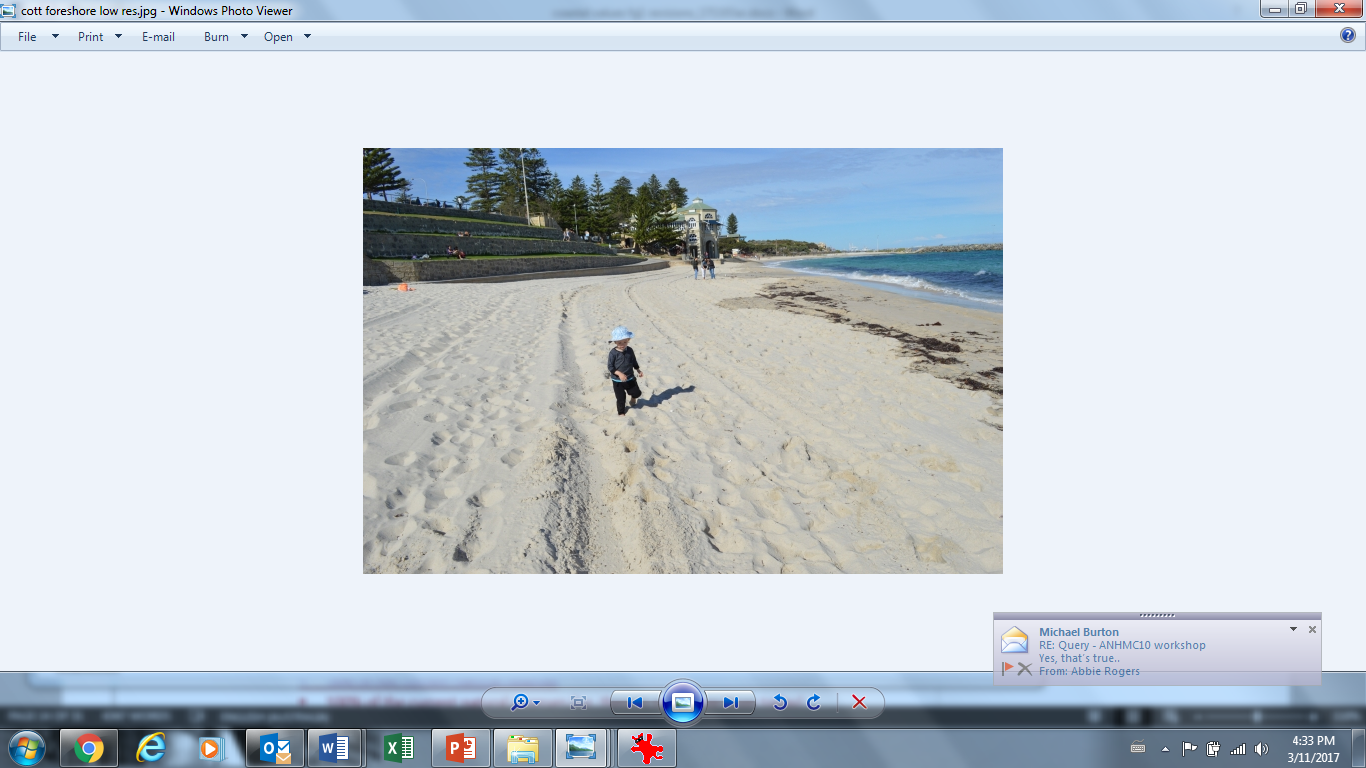 cott foreshore low res.jpg - Windows Photo Viewer
File Print E-mail Burn Open
Michael Burton
RE: Query - ANHMC10 workshop
Yes, that's true..
From: Abbie Rogers
4:33 PM
3/11/2017